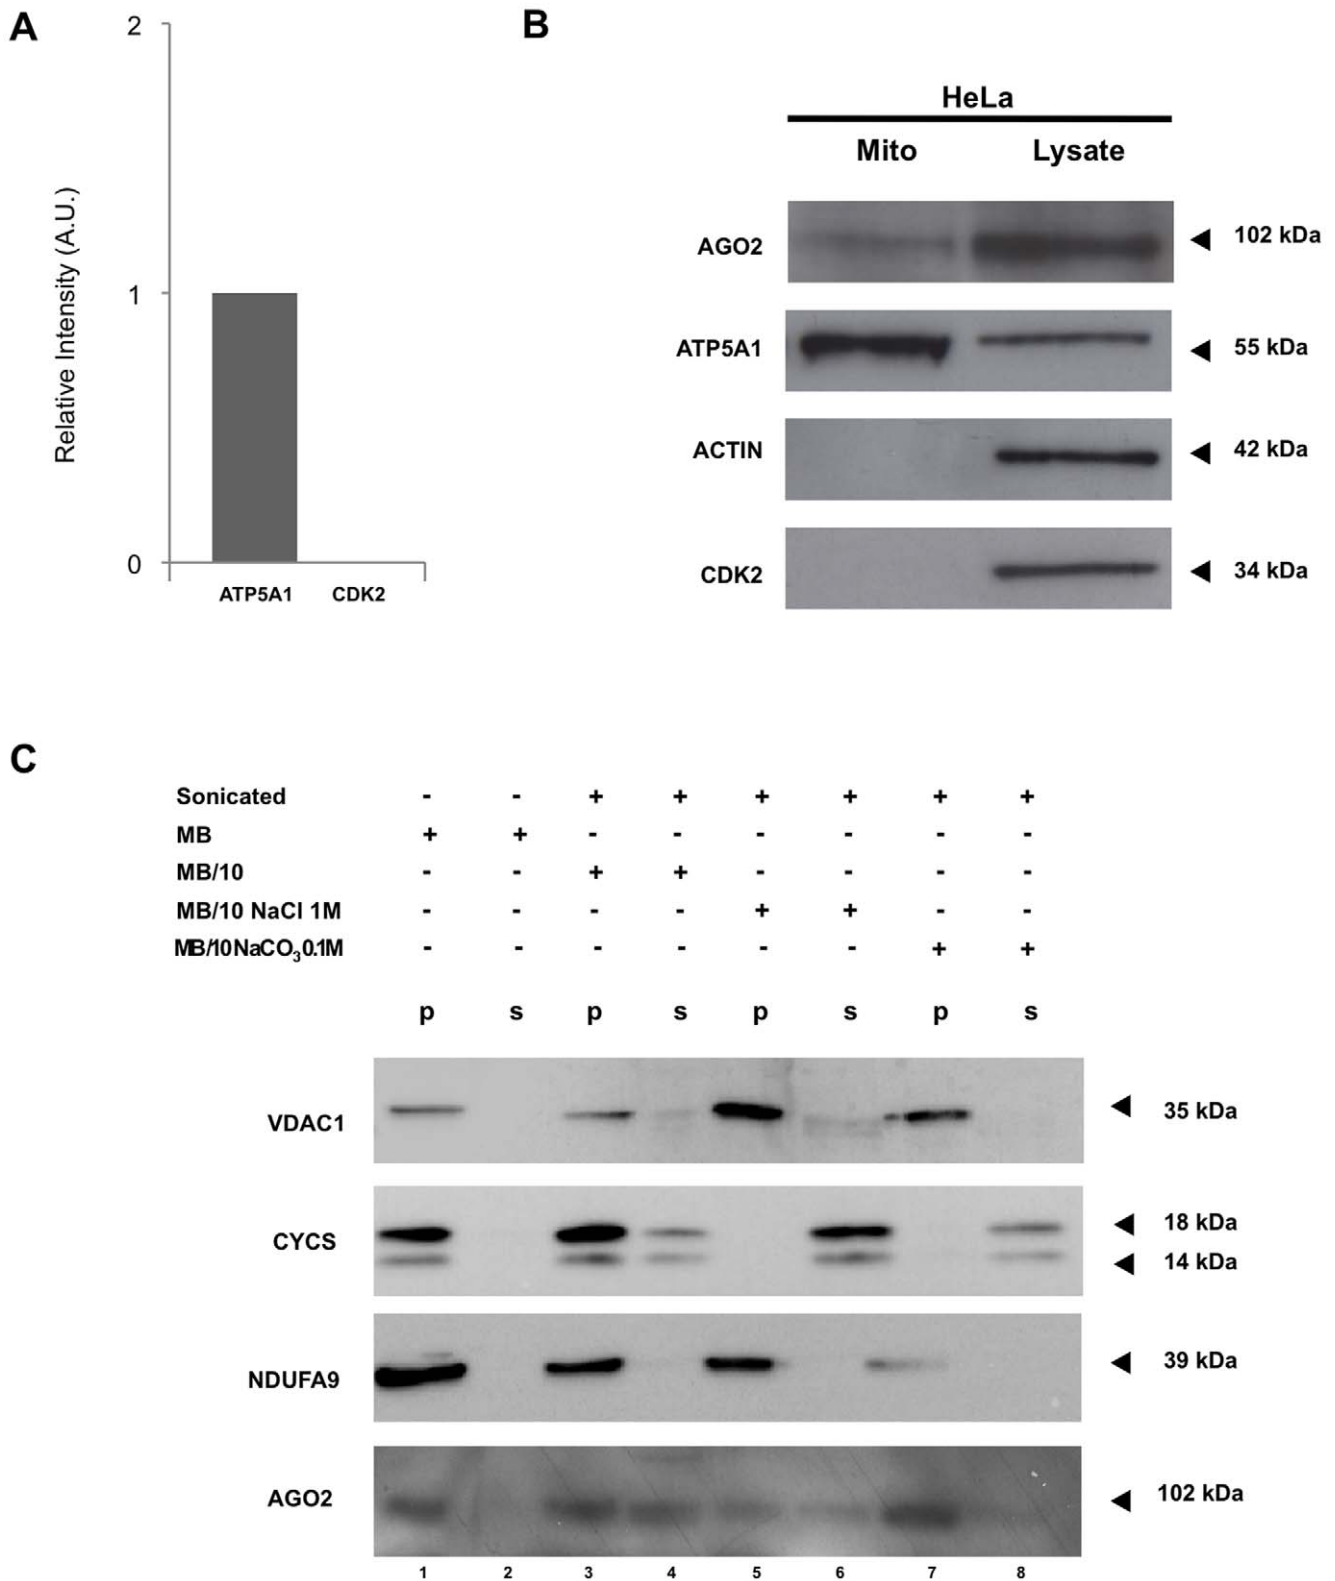 A
2
1
0
Relative Intensity (A.U.)
ATP5A1 CDK2
B
HeLa
Mito Lysate
AGO2 102 kDa
ATP5A1 55 kDa
ACTIN 42 kDa
CDK2 34 kDa
C
Sonicated - - + + + + + +
MB + + - - - - - -
MB/10 - - + + - - - -
MB/10 NaCl 1M - - - - + + - -
MB/10NaCO₃0.1M - - - - - - + +
p s p s p s p s
VDAC1 35 kDa
CYCS 18 kDa
14 kDa
NDUFA9 39 kDa
AGO2 102 kDa
1 2 3 4 5 6 7 8